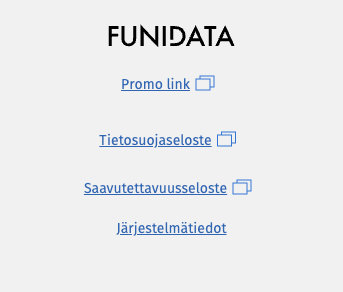 FUNIDATA
Promo link
Tietosuojaseloste
Saavutettavuusseloste
Järjestelmätiedot